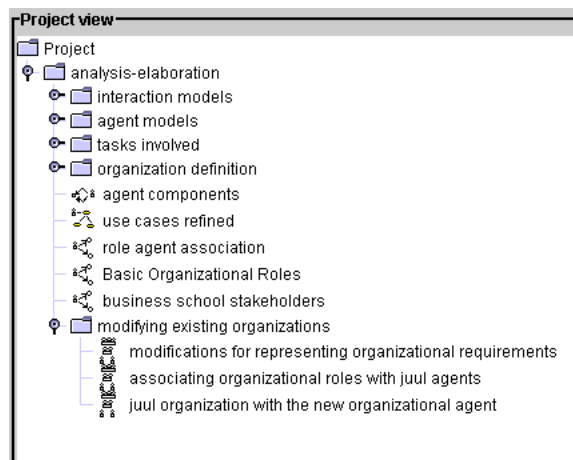 Project view
Project
analysis-elaboration
interaction models
agent models
tasks involved
organization definition
agent components
use cases refined
role agent association
Basic Organizational Roles
business school stakeholders
modifying existing organizations
modifications for representing organizational requirements
associating organizational roles with juul agents
juul organization with the new organizational agent